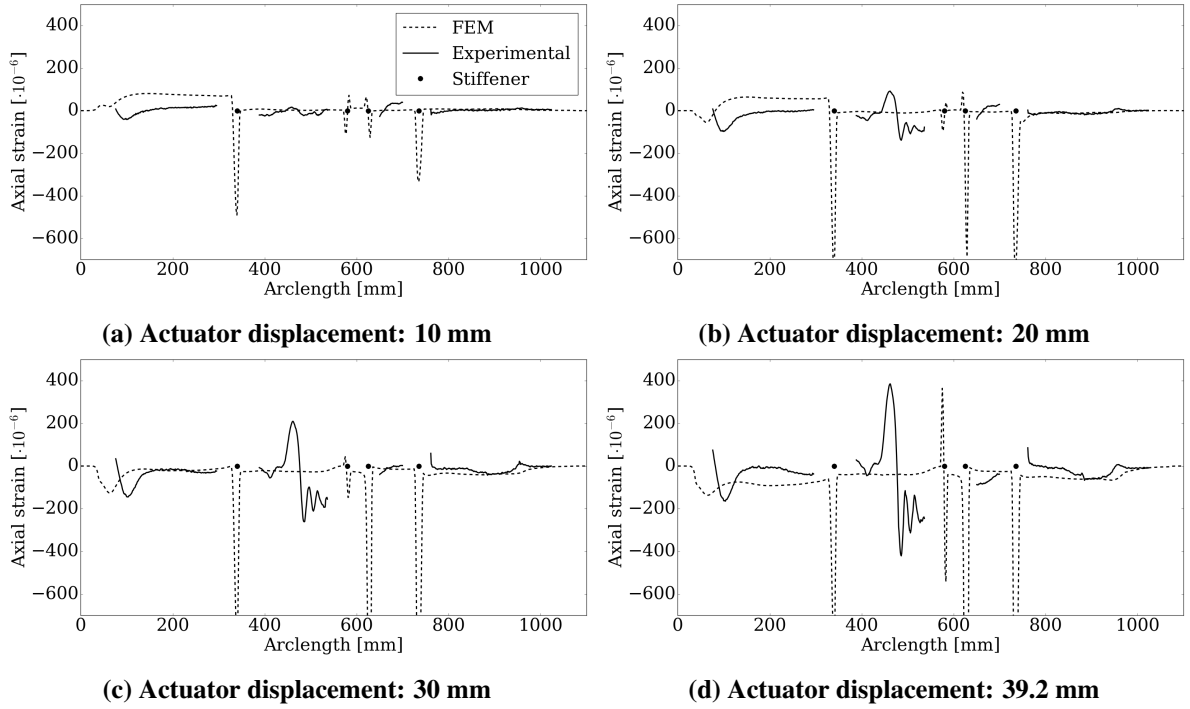 400
200
0
−200
−400
−600
Axial strain [·10⁻⁶]
FEM
Experimental
Stiffener
0 200 400 600 800 1000
Arclength [mm]
(a) Actuator displacement: 10 mm
400
200
0
−200
−400
−600
Axial strain [·10⁻⁶]
0 200 400 600 800 1000
Arclength [mm]
(b) Actuator displacement: 20 mm
400
200
0
−200
−400
−600
Axial strain [·10⁻⁶]
0 200 400 600 800 1000
Arclength [mm]
(c) Actuator displacement: 30 mm
400
200
0
−200
−400
−600
Axial strain [·10⁻⁶]
0 200 400 600 800 1000
Arclength [mm]
(d) Actuator displacement: 39.2 mm